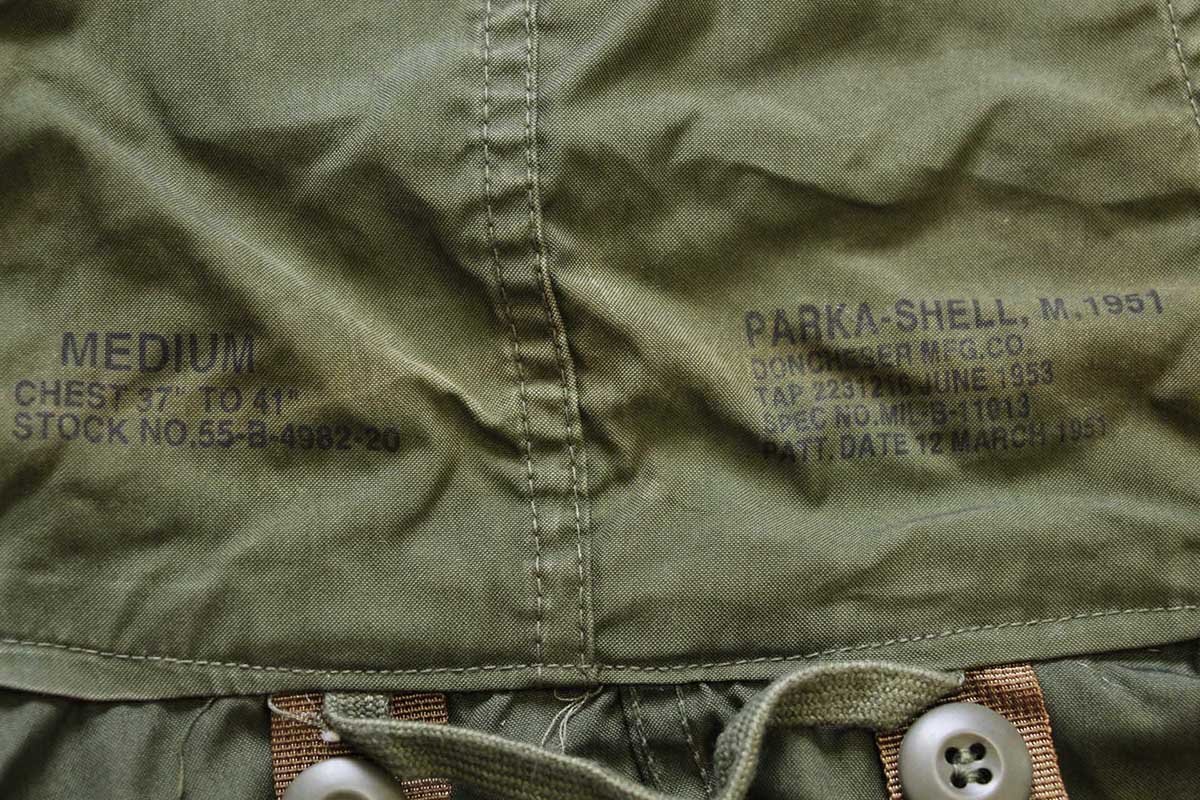 MEDIUM
CHEST 37" TO 41"
STOCK NO.55-B-4982-20
PARKA-SHELL, M.1951
DONCHESER MFG.CO.
TAP 2231216 JUNE 1953
SPEC NO.MIL-B-11013
PATT. DATE 12 MARCH 1951